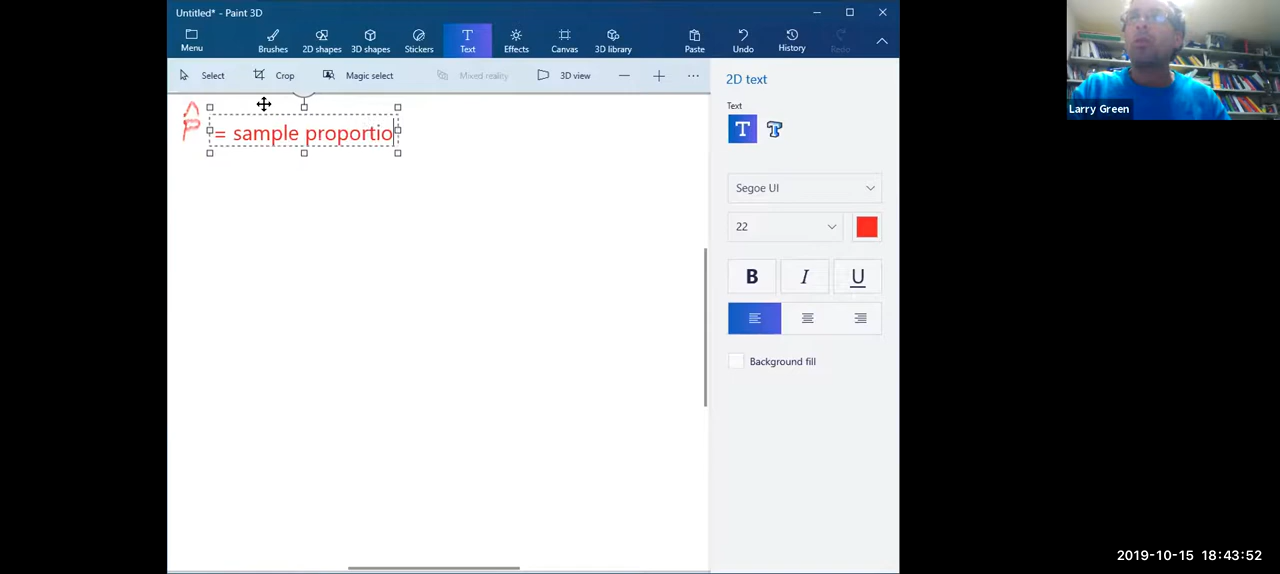 Untitled* - Paint 3D
Menu
Brushes
2D shapes
3D shapes
Stickers
Text
Effects
Canvas
3D library
Paste
Undo
History
Redo
Select
Crop
Magic select
Mixed reality
3D view
2D text
Text
Segoe UI
22
B I U
Background fill
p̂ = sample proportio
Larry Green
2019-10-15 18:43:52